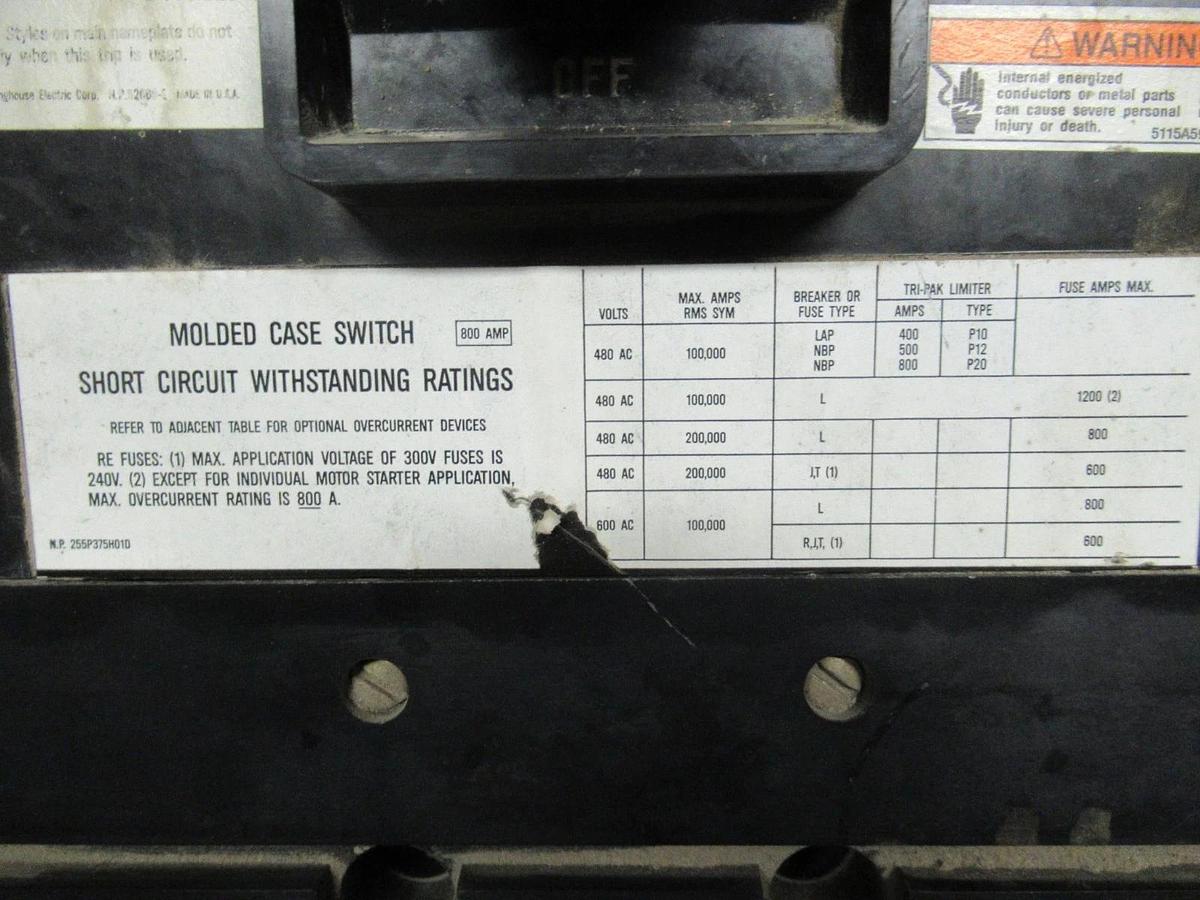 Styles on main nameplate do not
when this trip is used.
Electric Corp. MADE IN U.S.A.
OFF
WARNIN
Internal energized
conductors or metal parts
can cause severe personal
injury or death.
5115A5
MOLDED CASE SWITCH 800 AMP
SHORT CIRCUIT WITHSTANDING RATINGS
REFER TO ADJACENT TABLE FOR OPTIONAL OVERCURRENT DEVICES
RE FUSES: (1) MAX. APPLICATION VOLTAGE OF 300V FUSES IS
240V. (2) EXCEPT FOR INDIVIDUAL MOTOR STARTER APPLICATION,
MAX. OVERCURRENT RATING IS 800 A.
N.P. 255P375H01D
VOLTS
MAX. AMPS
RMS SYM
BREAKER OR
FUSE TYPE
TRI-PAK LIMITER
AMPS TYPE
FUSE AMPS MAX.
480 AC 100,000
LAP 400 P10
NBP 500 P12
NBP 800 P20
480 AC 100,000 L 1200 (2)
480 AC 200,000 L 800
480 AC 200,000 J,T (1) 600
600 AC 100,000
L 800
R,J,T, (1) 600